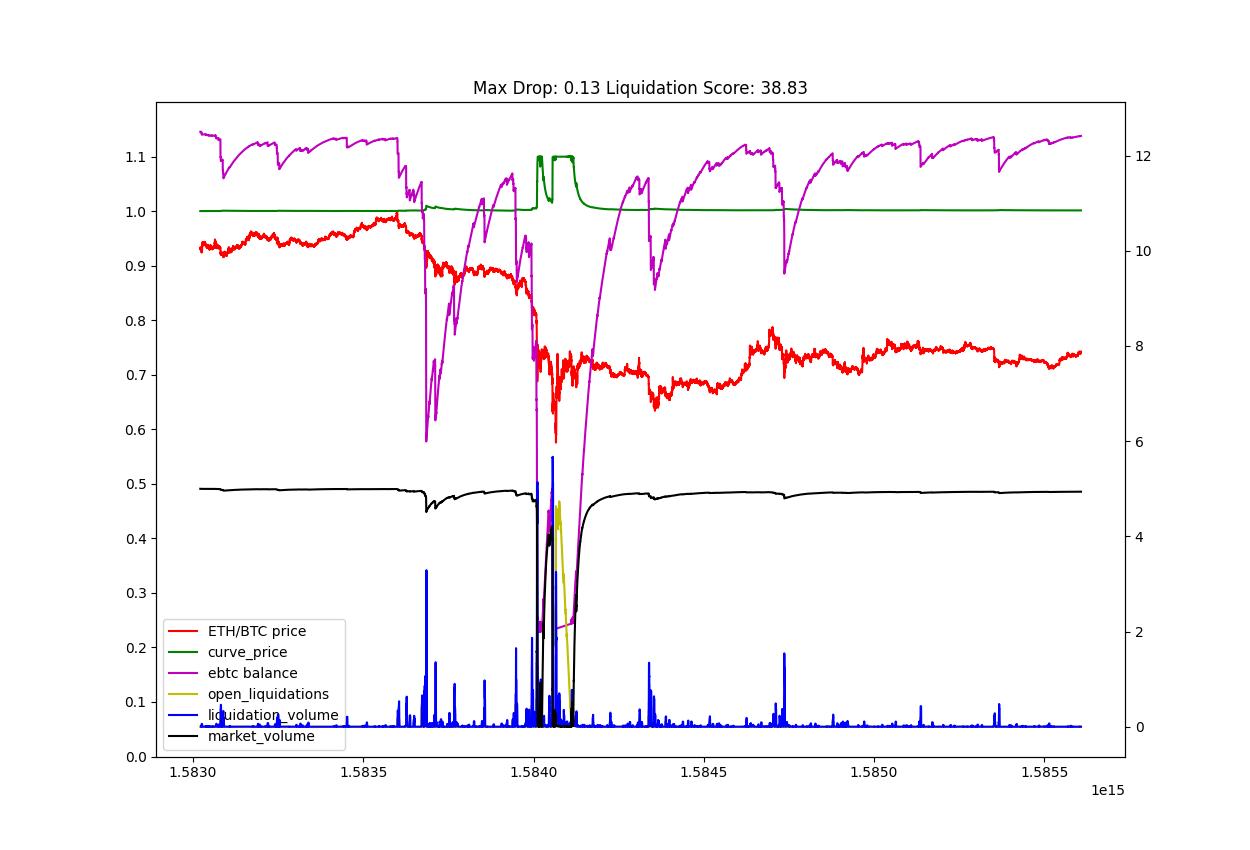 Max Drop: 0.13 Liquidation Score: 38.83
1.1
1.0
0.9
0.8
0.7
0.6
0.5
0.4
0.3
0.2
0.1
0.0
12
10
8
6
4
2
0
ETH/BTC price
curve_price
ebtc balance
open_liquidations
liquidation_volume
market_volume
1.5830 1.5835 1.5840 1.5845 1.5850 1.5855
1e15